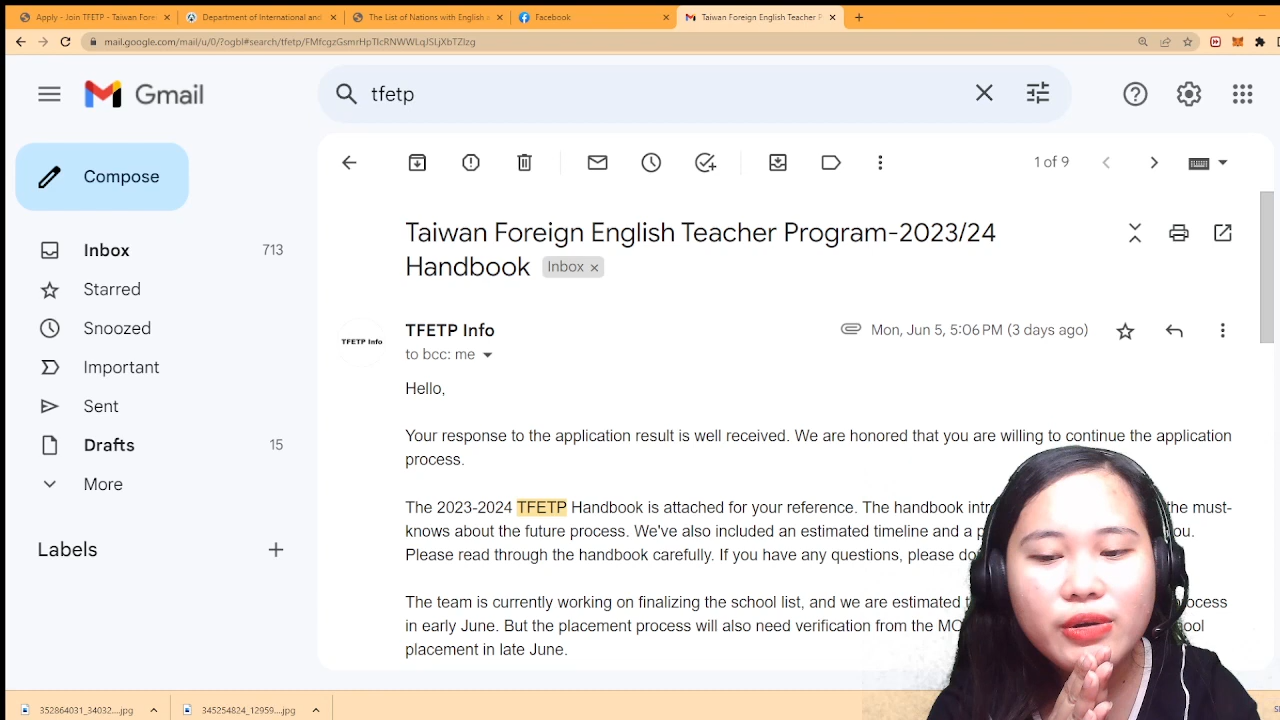 Apply - Join TFETP - Taiwan Fore
Department of International and
The List of Nations with English a
Facebook
Taiwan Foreign English Teacher P
mail.google.com/mail/u/0/?ogbl#search/tfetp/FMfcgzGsmrHpTlcRNWWLqJSLjXbTZlzg
Gmail
tfetp
Compose
1 of 9
Inbox 713
Starred
Snoozed
Important
Sent
Drafts 15
More
Labels
Taiwan Foreign English Teacher Program-2023/24
Handbook Inbox x
TFETP Info
TFETP Info
Mon, Jun 5, 5:06 PM (3 days ago)
to bcc: me
Hello,
Your response to the application result is well received. We are honored that you are willing to continue the application
process.
The 2023-2024 TFETP Handbook is attached for your reference. The handbook the must-
knows about the future process. We've also included an estimated timeline and a
Please read through the handbook carefully. If you have any questions, please
The team is currently working on finalizing the school list, and we are estimated
in early June. But the placement process will also need verification from the
placement in late June.
352864031_34032....jpg
345254824_12959....jpg